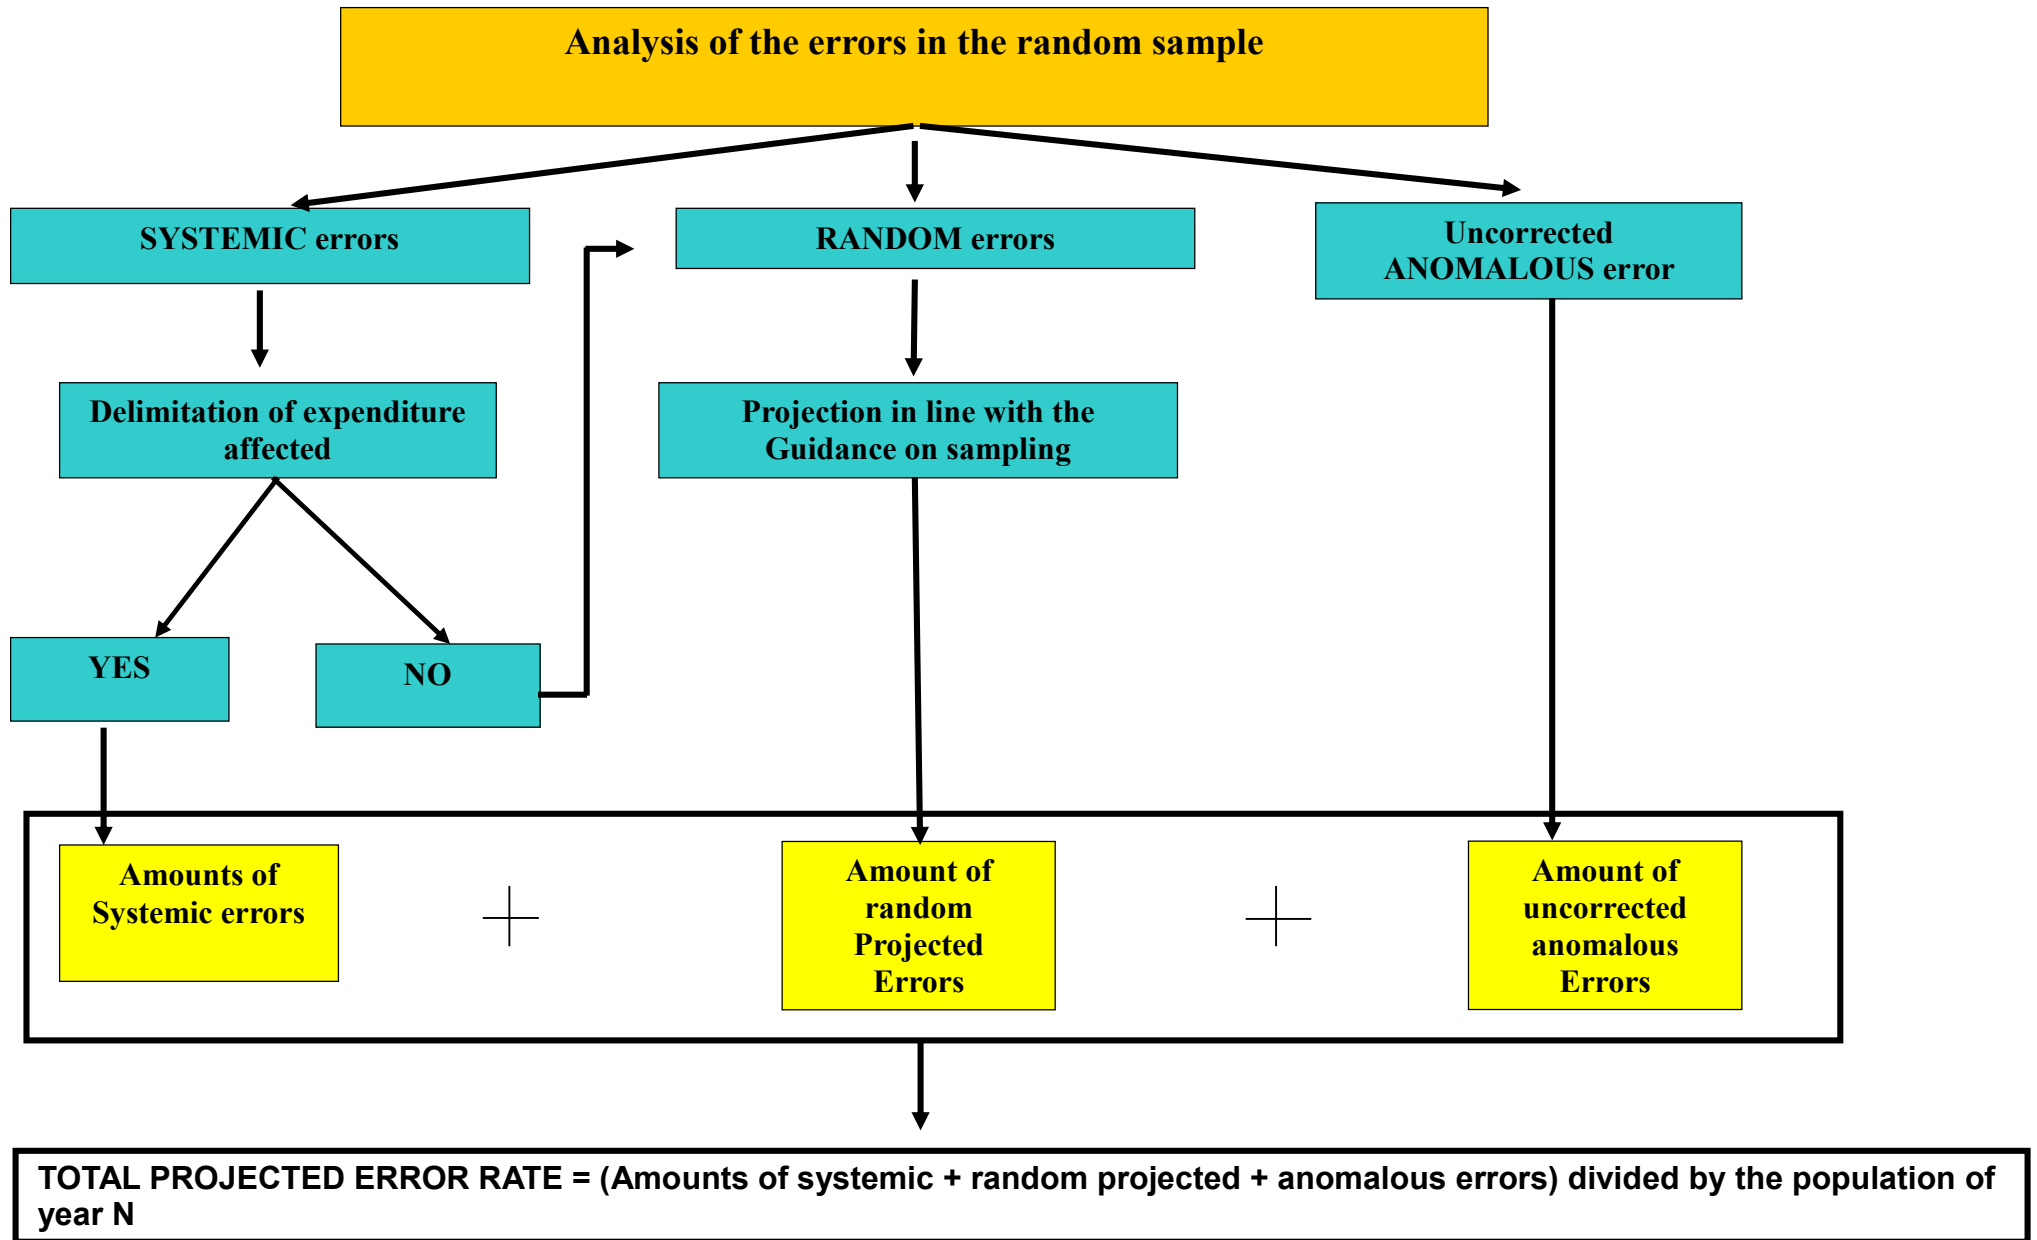 Analysis of the errors in the random sample
SYSTEMIC errors
RANDOM errors
Uncorrected
ANOMALOUS error
Delimitation of expenditure
affected
Projection in line with the
Guidance on sampling
YES
NO
Amounts of
Systemic errors
Amount of
random
Projected
Errors
Amount of
uncorrected
anomalous
Errors
TOTAL PROJECTED ERROR RATE = (Amounts of systemic + random projected + anomalous errors) divided by the population of
year N